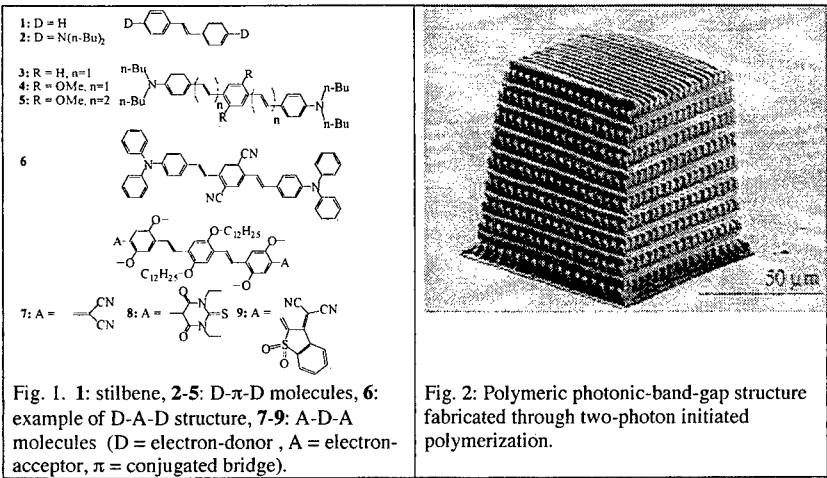 1: D = H
2: D = N(n-Bu)2
D
D
3: R = H, n=1
4: R = OMe, n=1
5: R = OMe, n=2
n-Bu
N
n-Bu
R
n
R
n
n-Bu
N
n-Bu
6
N
CN
NC
N
A
O
O
O-C12H25
C12H25-O
O
O
A
7: A =
CN
CN
8: A =
O
N
S
N
O
9: A =
NC
CN
S
O
O
Fig. 1. 1: stilbene, 2-5: D-π-D molecules, 6:
example of D-A-D structure, 7-9: A-D-A
molecules (D = electron-donor , A = electron-
acceptor, π = conjugated bridge).
50 µm
Fig. 2: Polymeric photonic-band-gap structure
fabricated through two-photon initiated
polymerization.